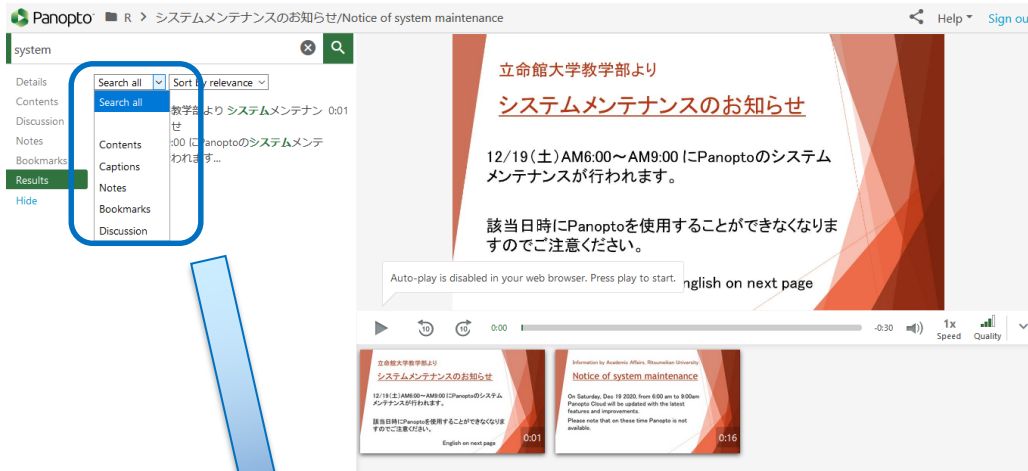 Panopto R > システムメンテナンスのお知らせ/Notice of system maintenance Help Sign ou
system
Details
Contents
Discussion
Notes
Bookmarks
Results
Hide
Search all Sort by relevance
Search all
Contents
Captions
Notes
Bookmarks
Discussion
教学部より システムメンテナン 0:01
せ
:00 にPanoptoのシステムメンテ
われます...
立命館大学教学部より
システムメンテナンスのお知らせ
12/19(土)AM6:00～AM9:00 にPanoptoのシステム
メンテナンスが行われます。
該当日時にPanoptoを使用することができなくなりま
すのでご注意ください。
nglish on next page
Auto-play is disabled in your web browser. Press play to start.
10 10 0:00 -0:30 1x
Speed Quality
立命館大学教学部より
システムメンテナンスのお知らせ
12/19(土)AM6:00～AM9:00 にPanoptoのシステム
メンテナンスが行われます。
該当日時にPanoptoを使用することができなくなりま
すのでご注意ください。
English on next page
0:01
Information by Academic Affairs, Ritsumeikan University
Notice of system maintenance
On Saturday, Dec 19 2020, from 6:00 am to 9:00am
Panopto Cloud will be updated with the latest
features and improvements.
Please note that on these time Panopto is not
available.
0:16